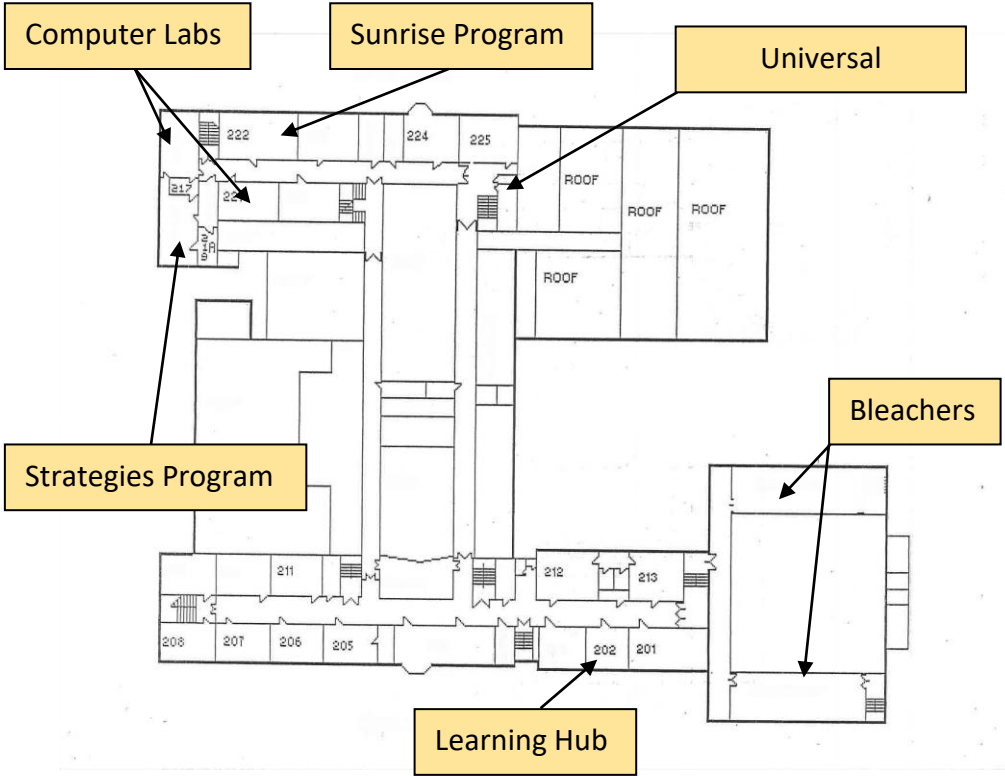 Computer Labs
Sunrise Program
Universal
222
224
225
217
ROOF
ROOF
ROOF
ROOF
Bleachers
Strategies Program
211
212
213
208
207
206
205
202
201
Learning Hub